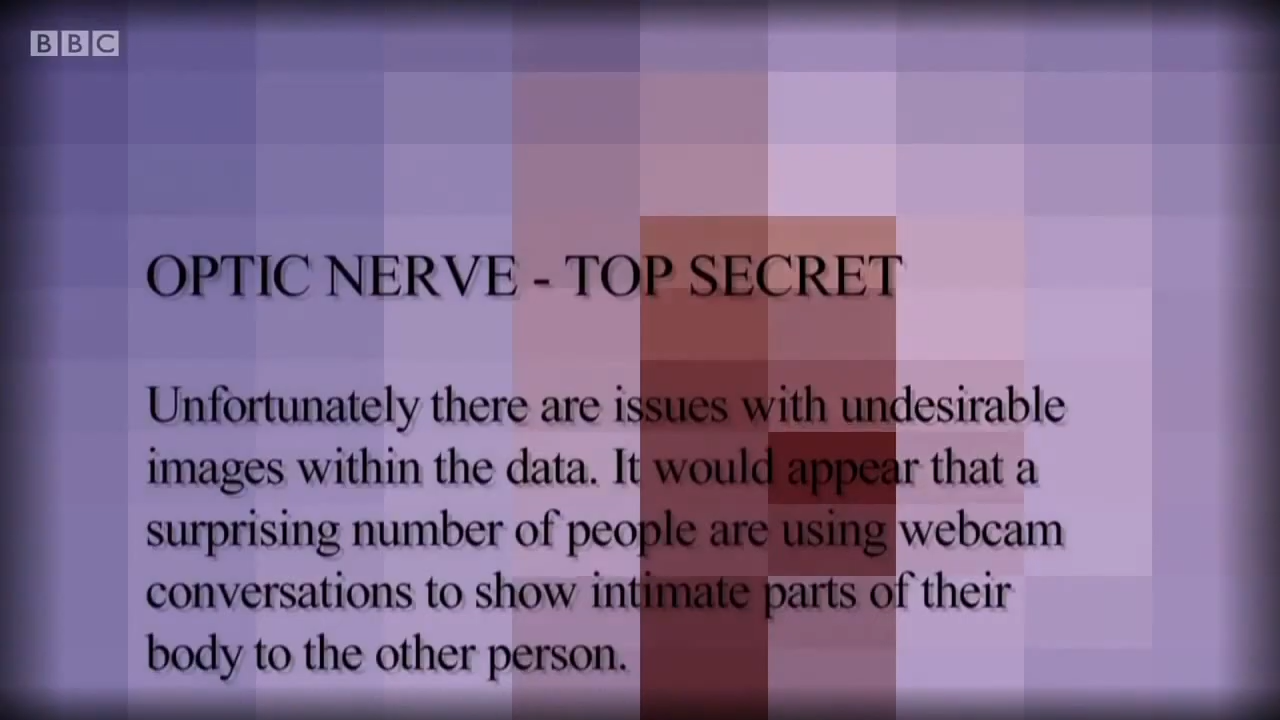 BBC
OPTIC NERVE - TOP SECRET
Unfortunately there are issues with undesirable
images within the data. It would appear that a
surprising number of people are using webcam
conversations to show intimate parts of their
body to the other person.